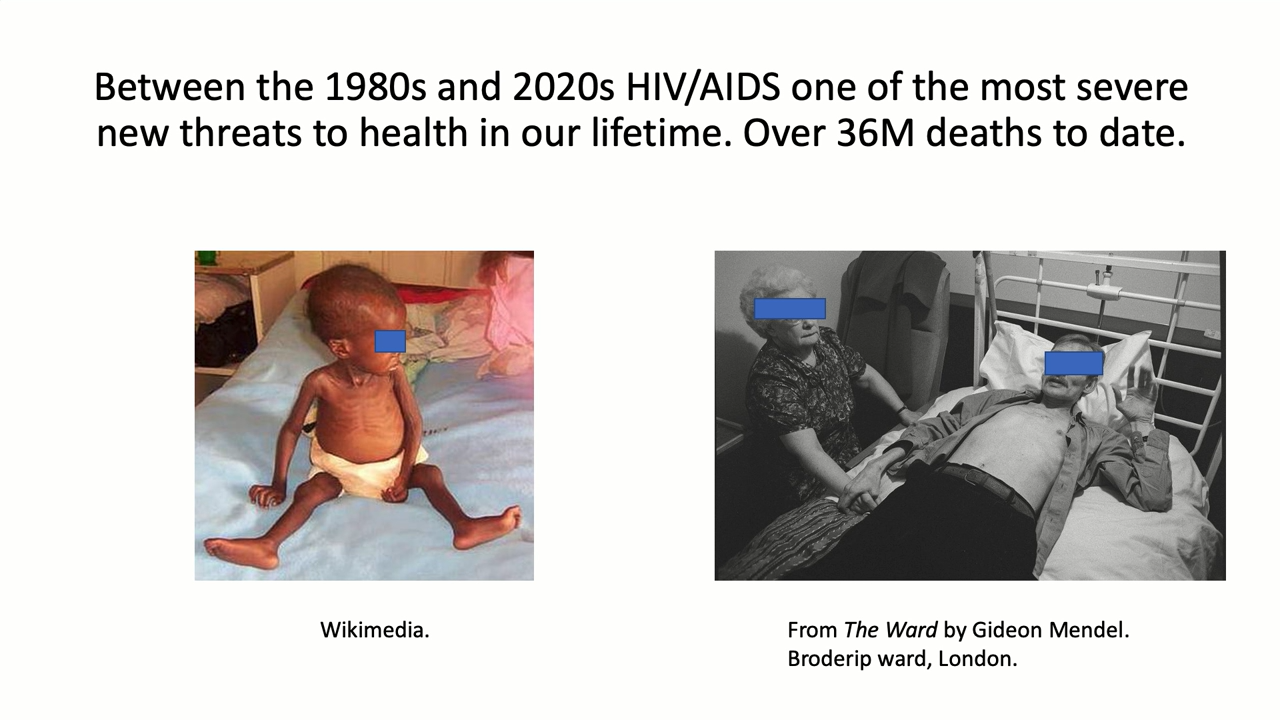 Between the 1980s and 2020s HIV/AIDS one of the most severe
new threats to health in our lifetime. Over 36M deaths to date.
Wikimedia.
From The Ward by Gideon Mendel.
Broderip ward, London.